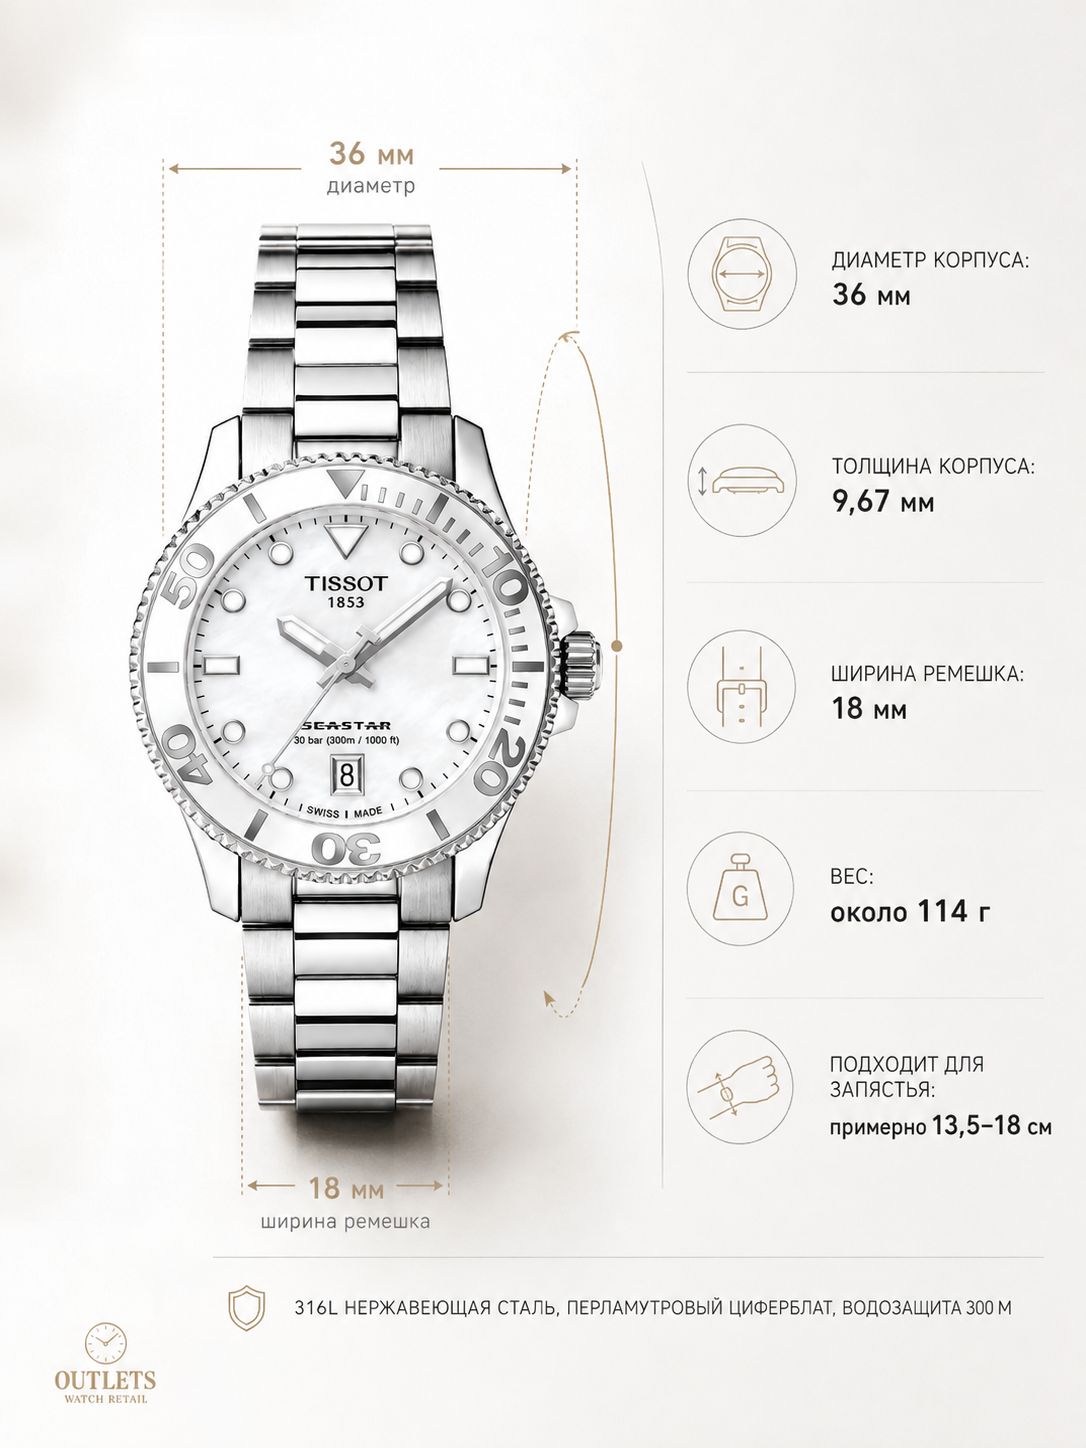 36 мм
диаметр
50
10
40
20
30
TISSOT
1853
SEASTAR
30 bar (300m / 1000 ft)
8
SWISS MADE
18 мм
ширина ремешка
ДИАМЕТР КОРПУСА:
36 мм
ТОЛЩИНА КОРПУСА:
9,67 мм
ШИРИНА РЕМЕШКА:
18 мм
G
ВЕС:
около 114 г
ПОДХОДИТ ДЛЯ
ЗАПЯСТЬЯ:
примерно 13,5–18 см
316L НЕРЖАВЕЮЩАЯ СТАЛЬ, ПЕРЛАМУТРОВЫЙ ЦИФЕРБЛАТ, ВОДОЗАЩИТА 300 М
OUTLETS
WATCH RETAIL